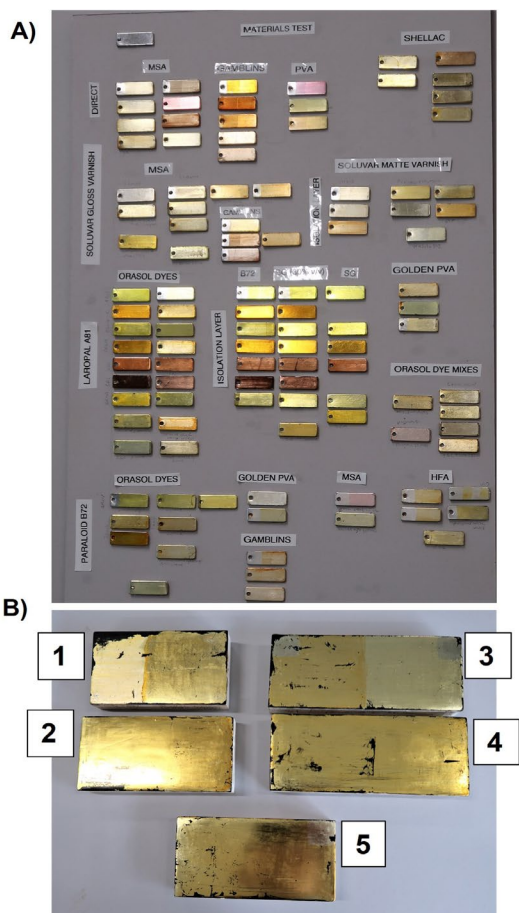 A)
MATERIALS TEST
SHELLAC
MSA
GAMBLINS
PVA
DIRECT
SOLUVAR GLOSS VARNISH
MSA
SOLUVAR MATTE VARNISH
ORASOL DYES
B72
SG
GOLDEN PVA
LAROPAL A81
ISOLATION LAYER
ORASOL DYE MIXES
ORASOL DYES
GOLDEN PVA
MSA
HFA
PARALOID B72
GAMBLINS
B)
1
3
2
4
5